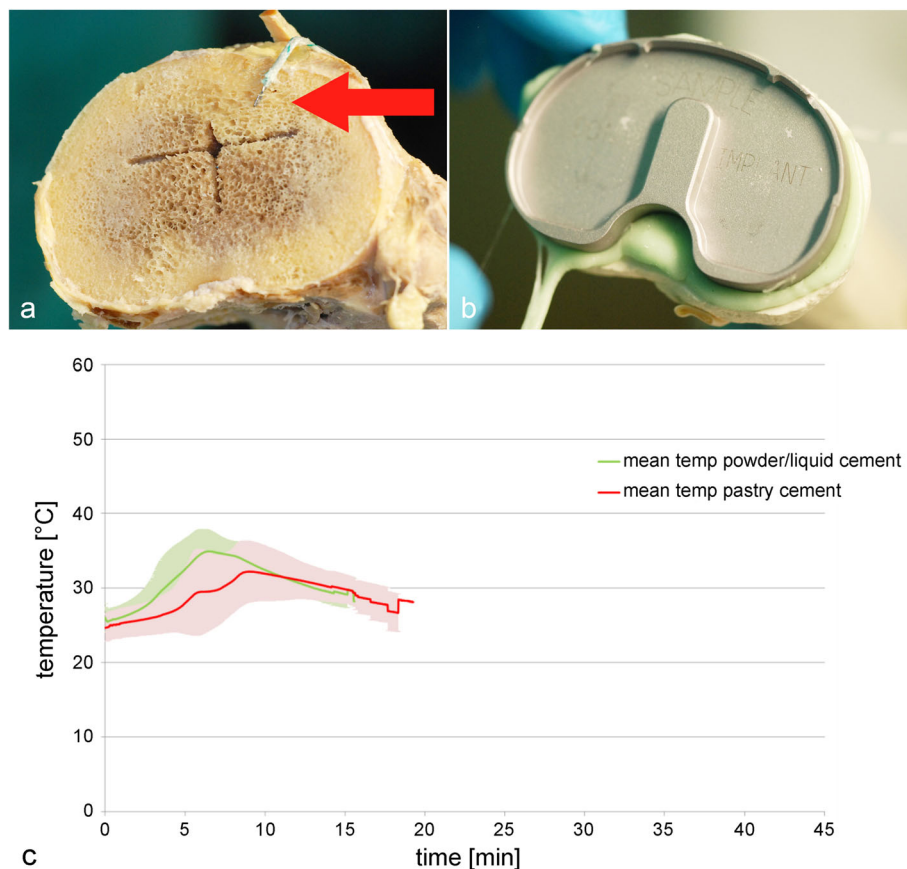 a
SAMPLE
IMPLANT
b
60
50
40
30
20
10
0
temperature [°C]
mean temp powder/liquid cement
mean temp pastry cement
0 5 10 15 20 25 30 35 40 45
time [min]
c